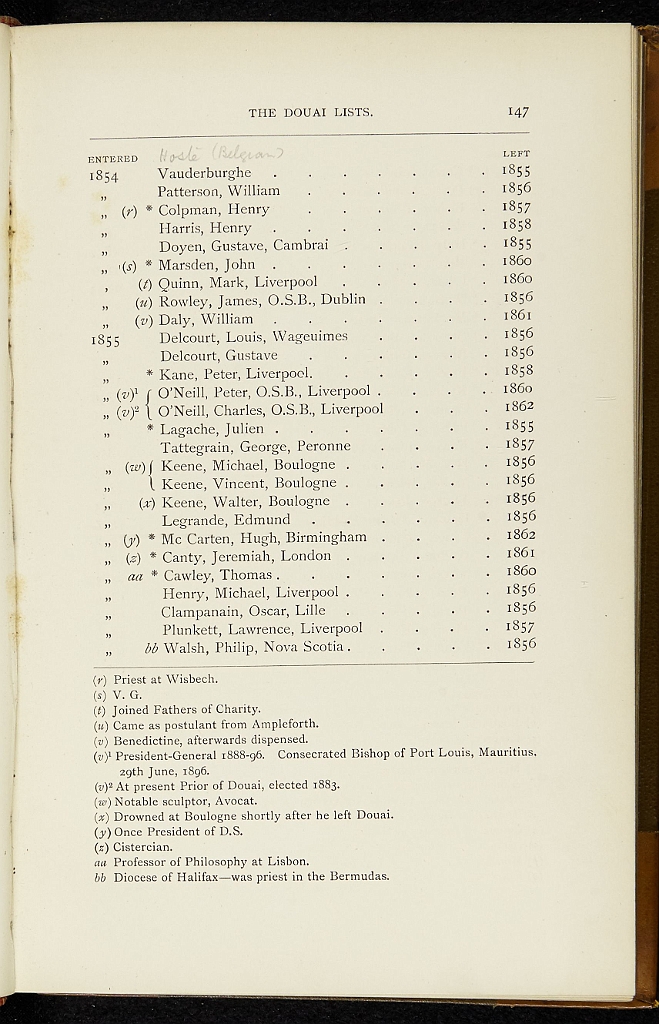 THE DOUAI LISTS. 147
Hoste (Belgian)
ENTERED LEFT
1854 Vauderburghe . . . . . . . 1855
„ Patterson, William . . . . . . 1856
„ (r) * Colpman, Henry . . . . . . 1857
„ Harris, Henry . . . . . . . 1858
„ Doyen, Gustave, Cambrai . . . . . 1855
„ (s) * Marsden, John . . . . . . . 1860
, (t) Quinn, Mark, Liverpool . . . . . 1860
„ (u) Rowley, James, O.S.B., Dublin . . . . 1856
„ (v) Daly, William . . . . . . . 1861
1855 Delcourt, Louis, Wageuimes . . . . 1856
„ Delcourt, Gustave . . . . . . 1856
„ * Kane, Peter, Liverpool. . . . . . 1858
„ (v)¹ { O'Neill, Peter, O.S.B., Liverpool . . . . 1860
„ (v)² { O'Neill, Charles, O.S.B., Liverpool . . . 1862
„ * Lagache, Julien . . . . . . . 1855
Tattegrain, George, Peronne . . . . 1857
„ (w) { Keene, Michael, Boulogne . . . . . 1856
„ { Keene, Vincent, Boulogne . . . . . 1856
„ (x) Keene, Walter, Boulogne . . . . . 1856
„ Legrande, Edmund . . . . . . 1856
„ (y) * Mc Carten, Hugh, Birmingham . . . . 1862
„ (z) * Canty, Jeremiah, London . . . . . 1861
„ aa * Cawley, Thomas . . . . . . . 1860
„ Henry, Michael, Liverpool . . . . . 1856
„ Clampanain, Oscar, Lille . . . . . 1856
„ Plunkett, Lawrence, Liverpool . . . . 1857
„ bb Walsh, Philip, Nova Scotia . . . . . 1856
(r) Priest at Wisbech.
(s) V. G.
(t) Joined Fathers of Charity.
(u) Came as postulant from Ampleforth.
(v) Benedictine, afterwards dispensed.
(v)¹ President-General 1888-96. Consecrated Bishop of Port Louis, Mauritius,
29th June, 1896.
(v)² At present Prior of Douai, elected 1883.
(w) Notable sculptor, Avocat.
(x) Drowned at Boulogne shortly after he left Douai.
(y) Once President of D.S.
(z) Cistercian.
aa Professor of Philosophy at Lisbon.
bb Diocese of Halifax—was priest in the Bermudas.